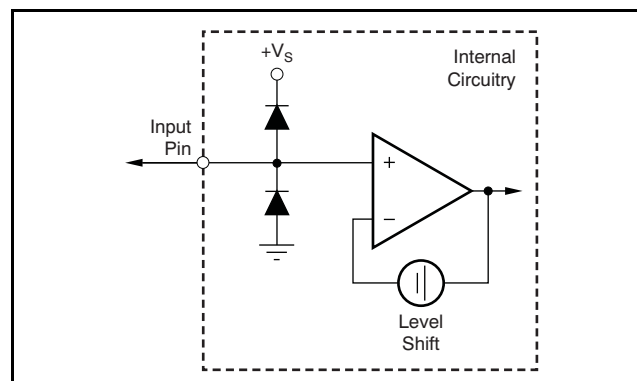 +VS
Internal
Circuitry
Input
Pin
+
−
Level
Shift